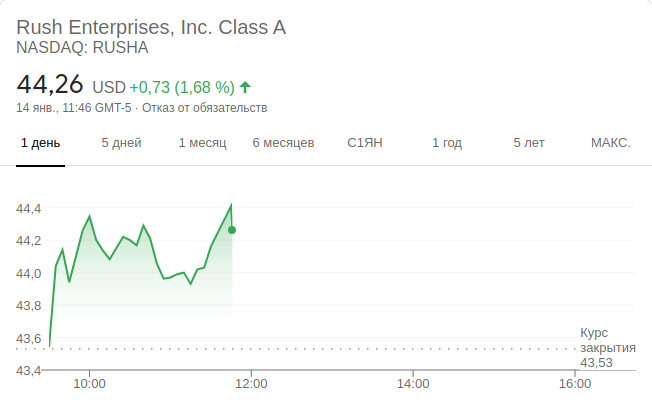 Rush Enterprises, Inc. Class A
NASDAQ: RUSHA
44,26 USD +0,73 (1,68 %)
14 янв., 11:46 GMT-5 · Отказ от обязательств
1 день 5 дней 1 месяц 6 месяцев С1ЯН 1 год 5 лет МАКС.
44,4
44,2
44,0
43,8
43,6
43,4
Курс
закрытия
43,53
10:00 12:00 14:00 16:00